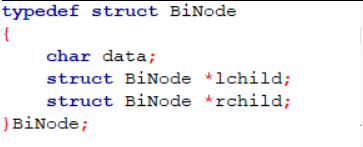 typedef struct BiNode
{
    char data;
    struct BiNode *lchild;
    struct BiNode *rchild;
}BiNode;